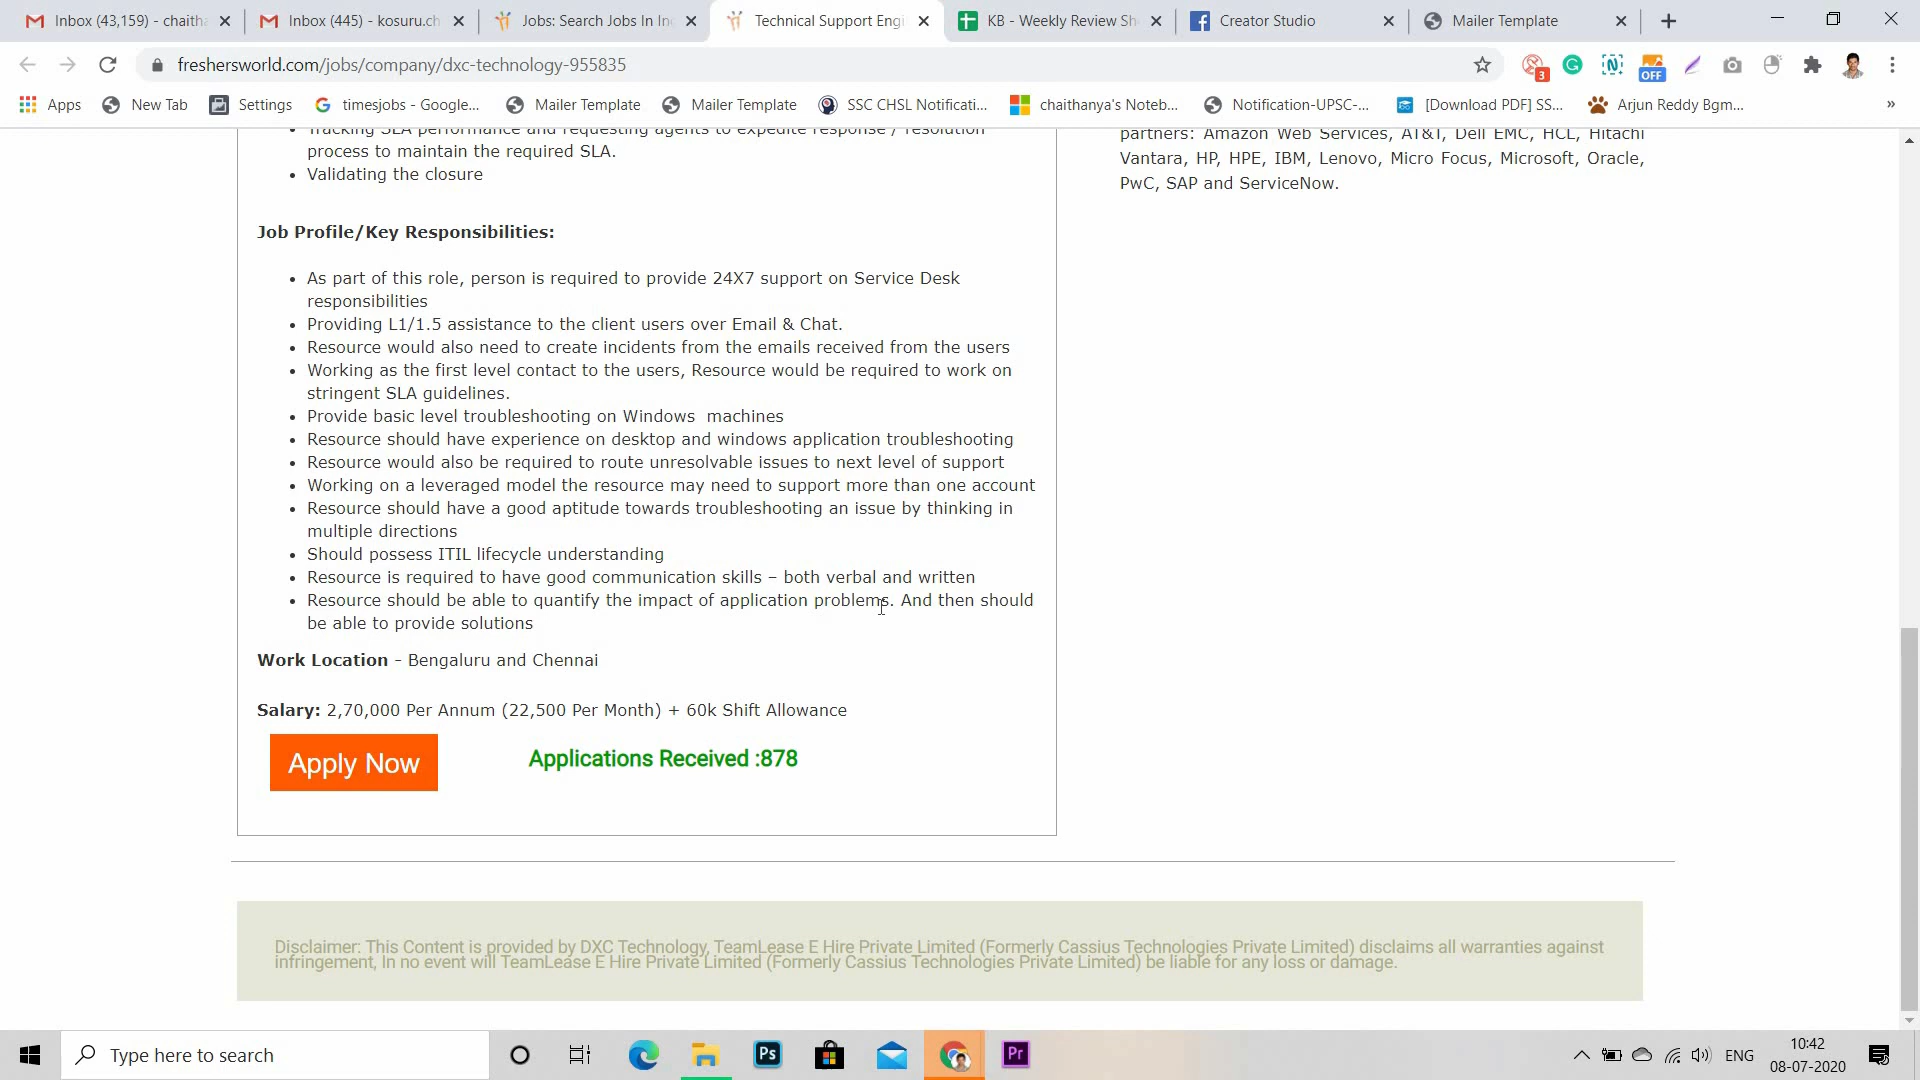 Inbox (43,159) - chaith
Inbox (445) - kosuru.ch
Jobs: Search Jobs In In
Technical Support Engi
KB - Weekly Review Sh
Creator Studio
Mailer Template
freshersworld.com/jobs/company/dxc-technology-955835
3
OFF
Apps
New Tab
Settings
timesjobs - Google...
Mailer Template
Mailer Template
SSC CHSL Notificati...
chaithanya's Noteb...
Notification-UPSC-...
[Download PDF] SS...
Arjun Reddy Bgm...
»
Tracking SLA performance and requesting agents to expedite response / resolution
process to maintain the required SLA.
Validating the closure
partners: Amazon Web Services, AT&T, Dell EMC, HCL, Hitachi
Vantara, HP, HPE, IBM, Lenovo, Micro Focus, Microsoft, Oracle,
PwC, SAP and ServiceNow.
Job Profile/Key Responsibilities:
As part of this role, person is required to provide 24X7 support on Service Desk
responsibilities
Providing L1/1.5 assistance to the client users over Email & Chat.
Resource would also need to create incidents from the emails received from the users
Working as the first level contact to the users, Resource would be required to work on
stringent SLA guidelines.
Provide basic level troubleshooting on Windows  machines
Resource should have experience on desktop and windows application troubleshooting
Resource would also be required to route unresolvable issues to next level of support
Working on a leveraged model the resource may need to support more than one account
Resource should have a good aptitude towards troubleshooting an issue by thinking in
multiple directions
Should possess ITIL lifecycle understanding
Resource is required to have good communication skills – both verbal and written
Resource should be able to quantify the impact of application problems. And then should
be able to provide solutions
Work Location - Bengaluru and Chennai
Salary: 2,70,000 Per Annum (22,500 Per Month) + 60k Shift Allowance
Apply Now
Applications Received :878
Disclaimer: This Content is provided by DXC Technology, TeamLease E Hire Private Limited (Formerly Cassius Technologies Private Limited) disclaims all warranties against
infringement, In no event will TeamLease E Hire Private Limited (Formerly Cassius Technologies Private Limited) be liable for any loss or damage.
Type here to search
Ps
Pr
ENG
10:42
08-07-2020